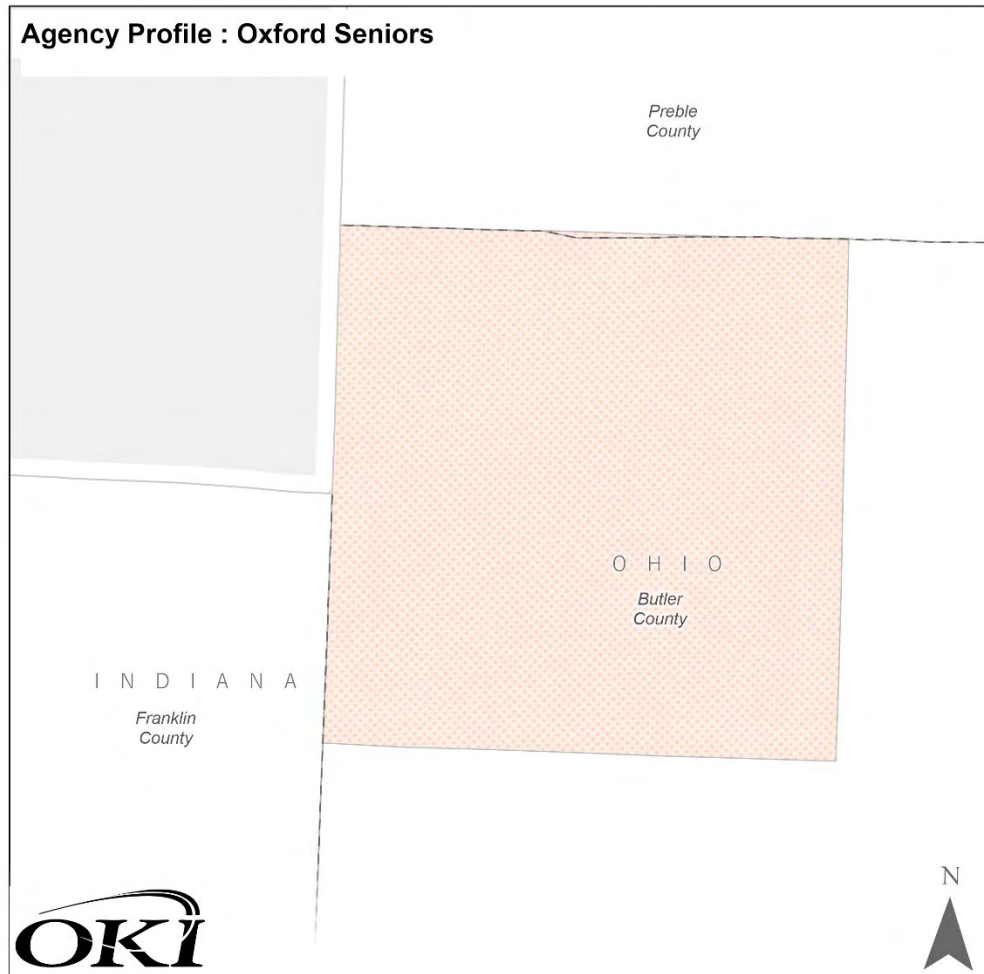 Agency Profile : Oxford Seniors
Preble
County
O H I O
Butler
County
I N D I A N A
Franklin
County
N
OKI